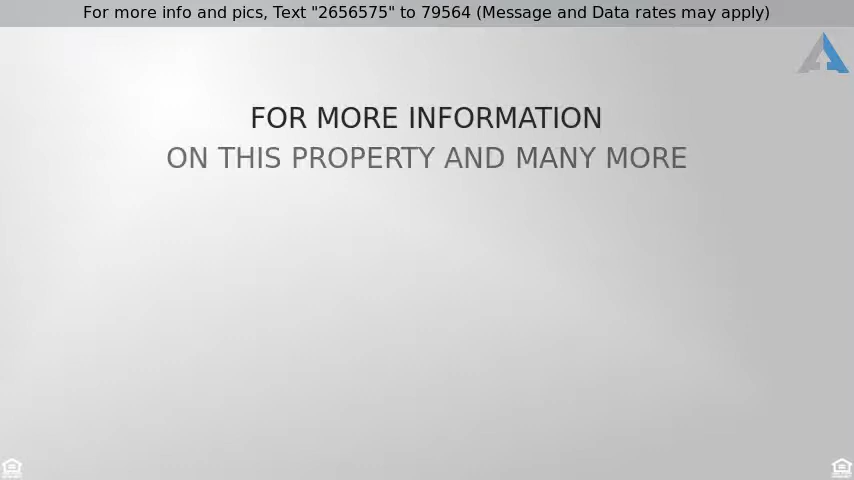 For more info and pics, Text "2656575" to 79564 (Message and Data rates may apply)
FOR MORE INFORMATION
ON THIS PROPERTY AND MANY MORE